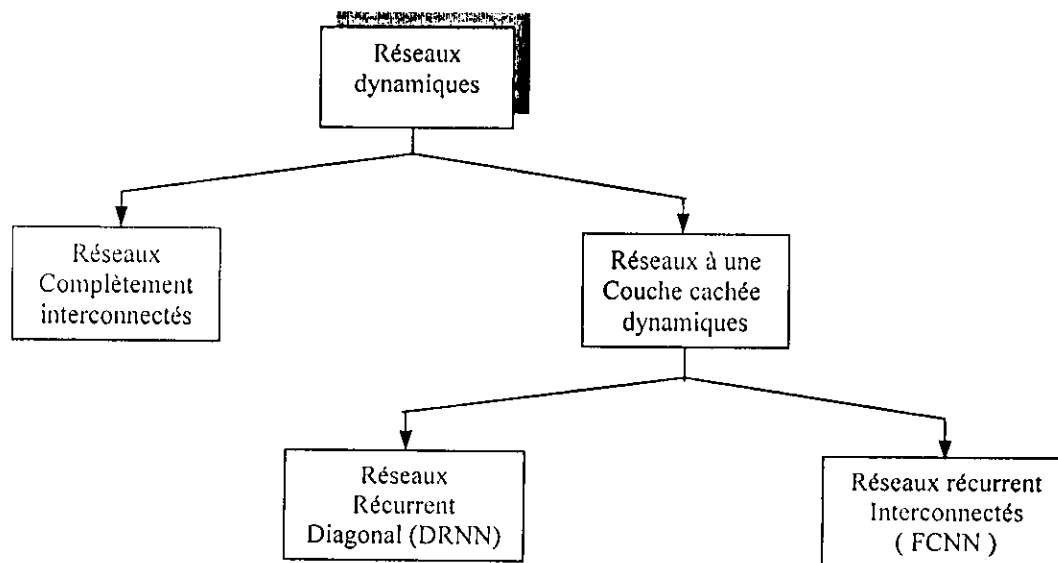 Réseaux
dynamiques
Réseaux
Complètement
interconnectés
Réseaux à une
Couche cachée
dynamiques
Réseaux
Récurrent
Diagonal (DRNN)
Réseaux récurrent
Interconnectés
( FCNN )